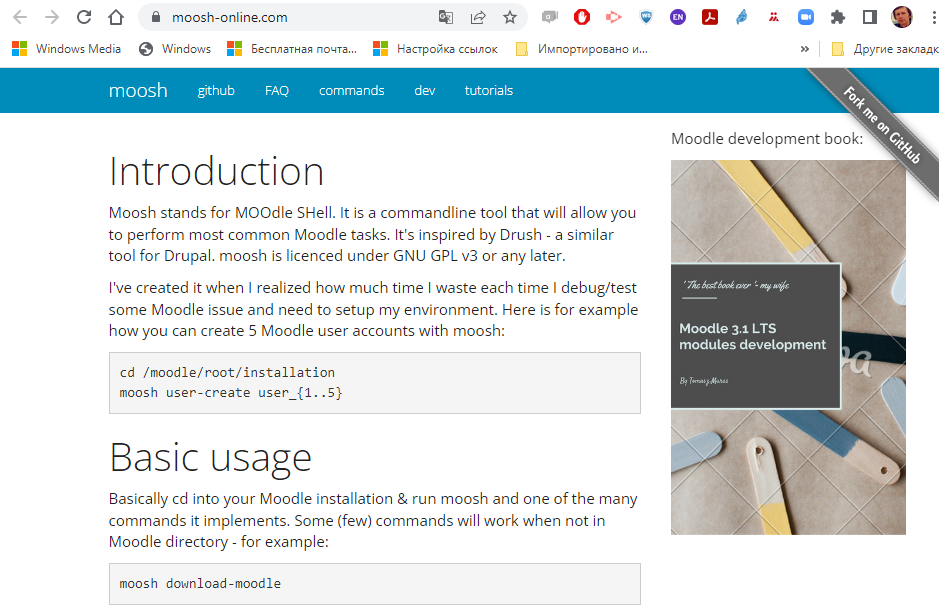 moosh-online.com
Windows Media
Windows
Бесплатная почта...
Настройка ссылок
Импортировано и...
»
Другие закладк
moosh
github
FAQ
commands
dev
tutorials
Fork me on GitHub
Introduction
Moosh stands for MOOdle SHell. It is a commandline tool that will allow you
to perform most common Moodle tasks. It's inspired by Drush - a similar
tool for Drupal. moosh is licenced under GNU GPL v3 or any later.
I've created it when I realized how much time I waste each time I debug/test
some Moodle issue and need to setup my environment. Here is for example
how you can create 5 Moodle user accounts with moosh:
cd /moodle/root/installation
moosh user-create user_{1..5}
Basic usage
Basically cd into your Moodle installation & run moosh and one of the many
commands it implements. Some (few) commands will work when not in
Moodle directory - for example:
moosh download-moodle
Moodle development book:
"The best book ever"- my wife
Moodle 3.1 LTS
modules development
By Tomasz Muras